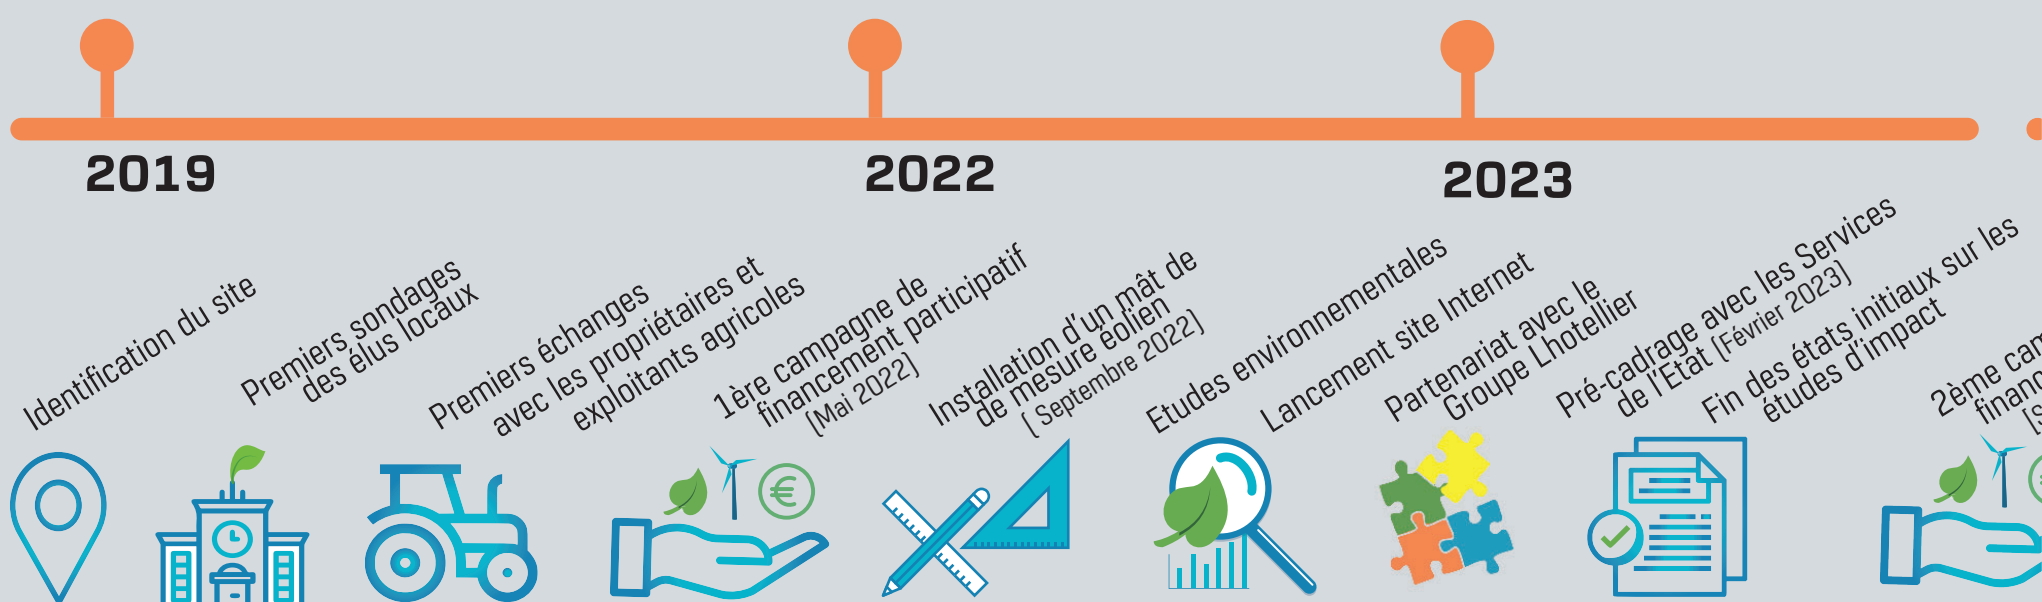 2019
2022
2023
Identification du site
Premiers sondages
des élus locaux
Premiers échanges
avec les propriétaires et
exploitants agricoles
1ère campagne de
financement participatif
(Mai 2022)
Installation d'un mât de
de mesure éolien
( Septembre 2022)
Etudes environnementales
Lancement site Internet
Partenariat avec le
Groupe Lhotellier
Pré-cadrage avec les Services
de l'Etat (Février 2023)
Fin des états initiaux sur les
études d'impact
2ème